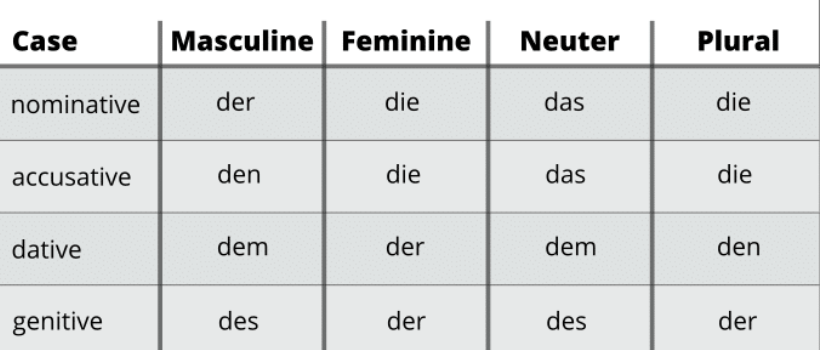 Case Masculine Feminine Neuter Plural
nominative der die das die
accusative den die das die
dative dem der dem den
genitive des der des der